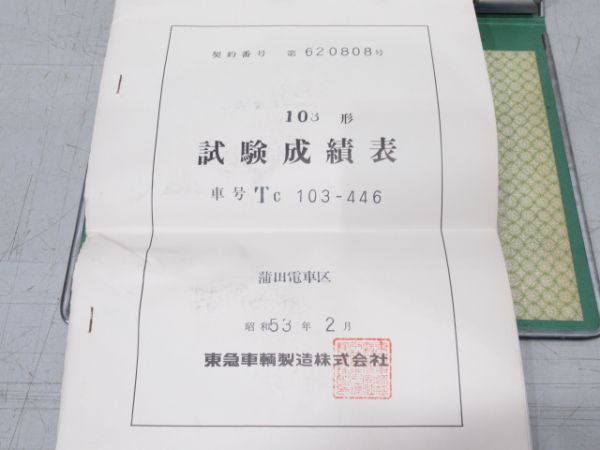 契約番号 第620808号
103 形
試験成績表
車号 Tc 103-446
蒲田電車区
昭和53年2月
東急車輛製造株式会社